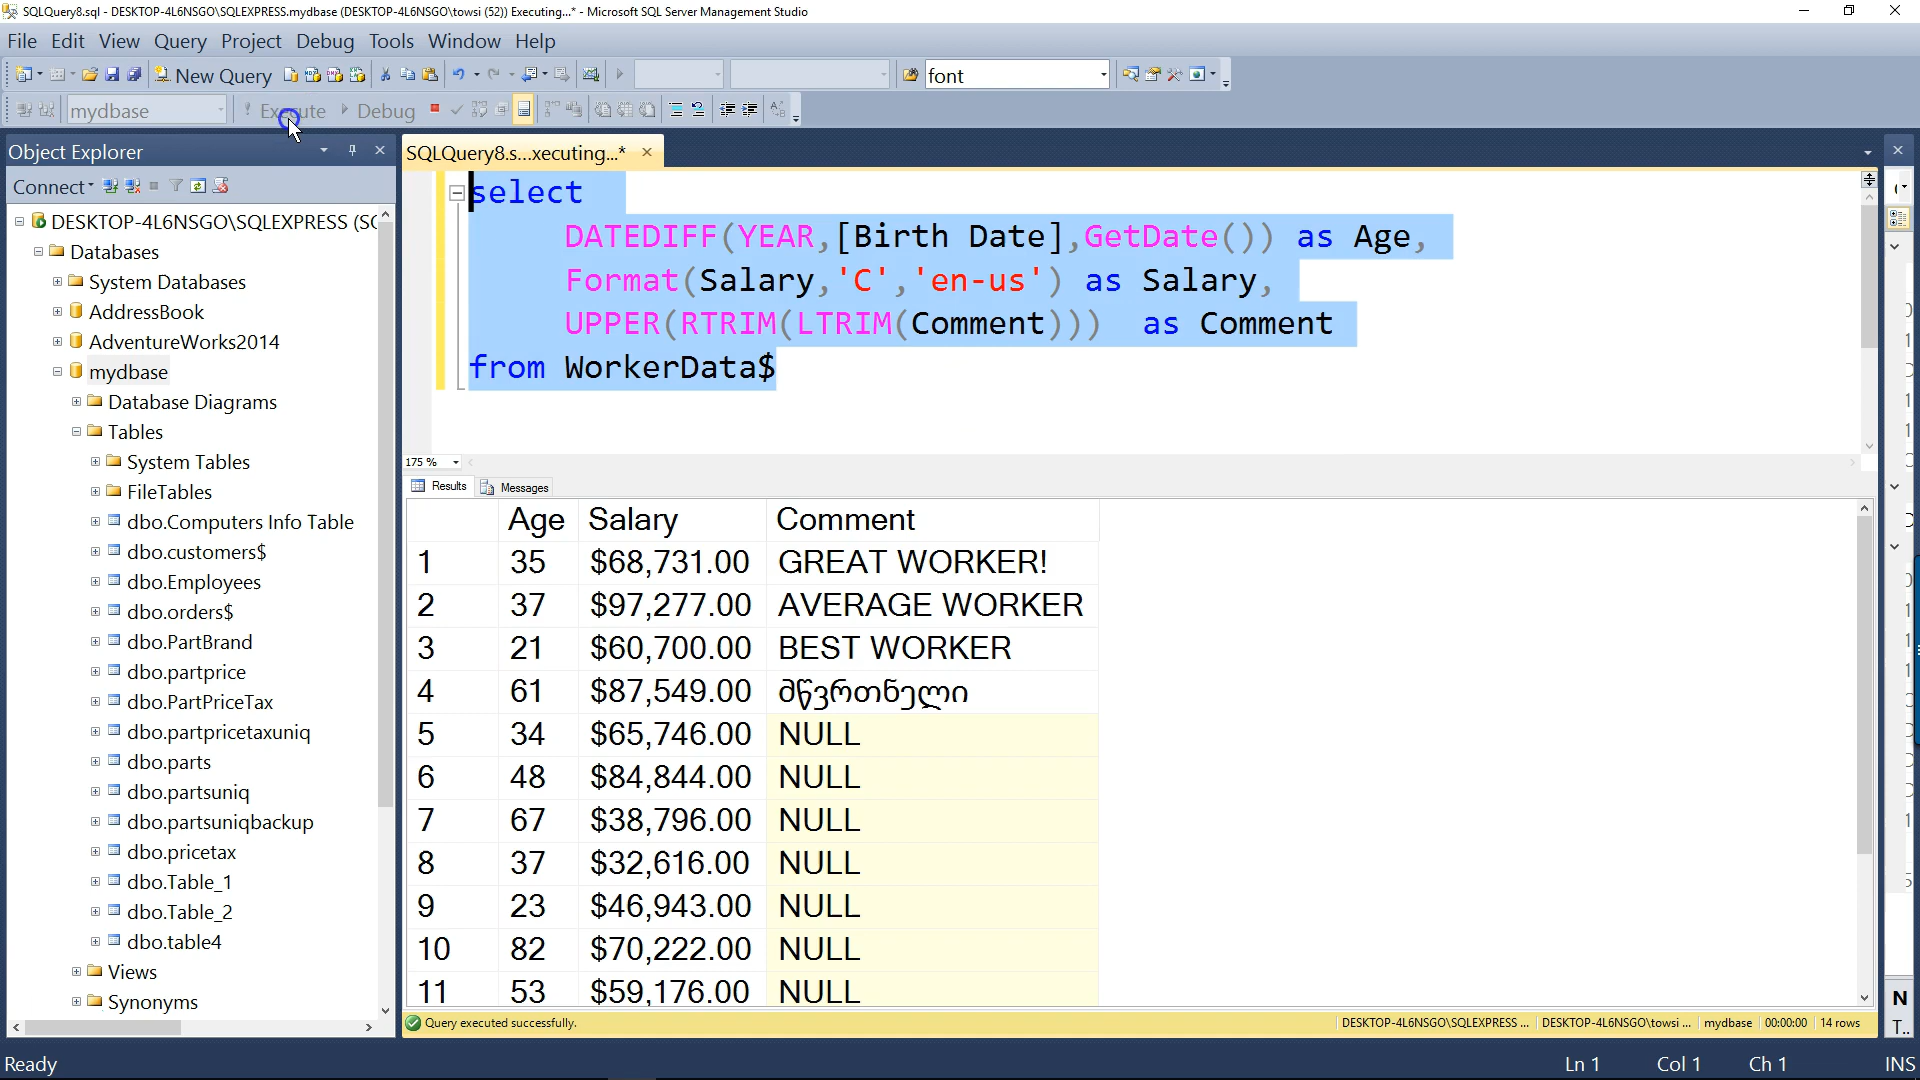 SQLQuery8.sql - DESKTOP-4L6NSGO\SQLEXPRESS.mydbase (DESKTOP-4L6NSGO\towsi (52)) Executing...* - Microsoft SQL Server Management Studio
File Edit View Query Project Debug Tools Window Help
New Query font
mydbase Execute Debug
Object Explorer
Connect
DESKTOP-4L6NSGO\SQLEXPRESS (SC
Databases
System Databases
AddressBook
AdventureWorks2014
mydbase
Database Diagrams
Tables
System Tables
FileTables
dbo.Computers Info Table
dbo.customers$
dbo.Employees
dbo.orders$
dbo.PartBrand
dbo.partprice
dbo.PartPriceTax
dbo.partpricetaxuniq
dbo.parts
dbo.partsuniq
dbo.partsuniqbackup
dbo.pricetax
dbo.Table_1
dbo.Table_2
dbo.table4
Views
Synonyms
SQLQuery8.s...xecuting...*
select
DATEDIFF(YEAR,[Birth Date],GetDate()) as Age,
Format(Salary,'C','en-us') as Salary,
UPPER(RTRIM(LTRIM(Comment))) as Comment
from WorkerData$
175 %
Results Messages
Age Salary Comment
1 35 $68,731.00 GREAT WORKER!
2 37 $97,277.00 AVERAGE WORKER
3 21 $60,700.00 BEST WORKER
4 61 $87,549.00 მწვრთნელი
5 34 $65,746.00 NULL
6 48 $84,844.00 NULL
7 67 $38,796.00 NULL
8 37 $32,616.00 NULL
9 23 $46,943.00 NULL
10 82 $70,222.00 NULL
11 53 $59,176.00 NULL
Query executed successfully. DESKTOP-4L6NSGO\SQLEXPRESS ... DESKTOP-4L6NSGO\towsi ... mydbase 00:00:00 14 rows
N
T..
Ready Ln 1 Col 1 Ch 1 INS